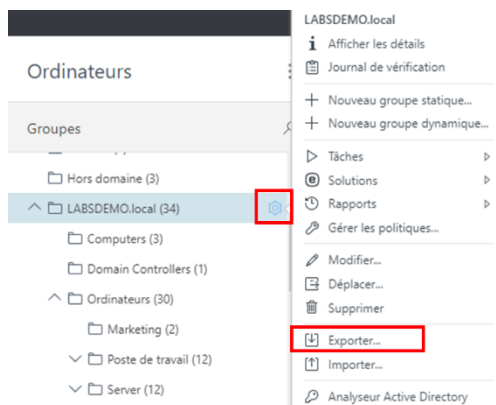 Ordinateurs
Groupes
Hors domaine (3)
LABSDEMO.local (34)
Computers (3)
Domain Controllers (1)
Ordinateurs (30)
Marketing (2)
Poste de travail (12)
Server (12)
LABSDEMO.local
Afficher les détails
Journal de vérification
Nouveau groupe statique...
Nouveau groupe dynamique...
Tâches
Solutions
Rapports
Gérer les politiques...
Modifier...
Déplacer...
Supprimer
Exporter...
Importer...
Analyseur Active Directory